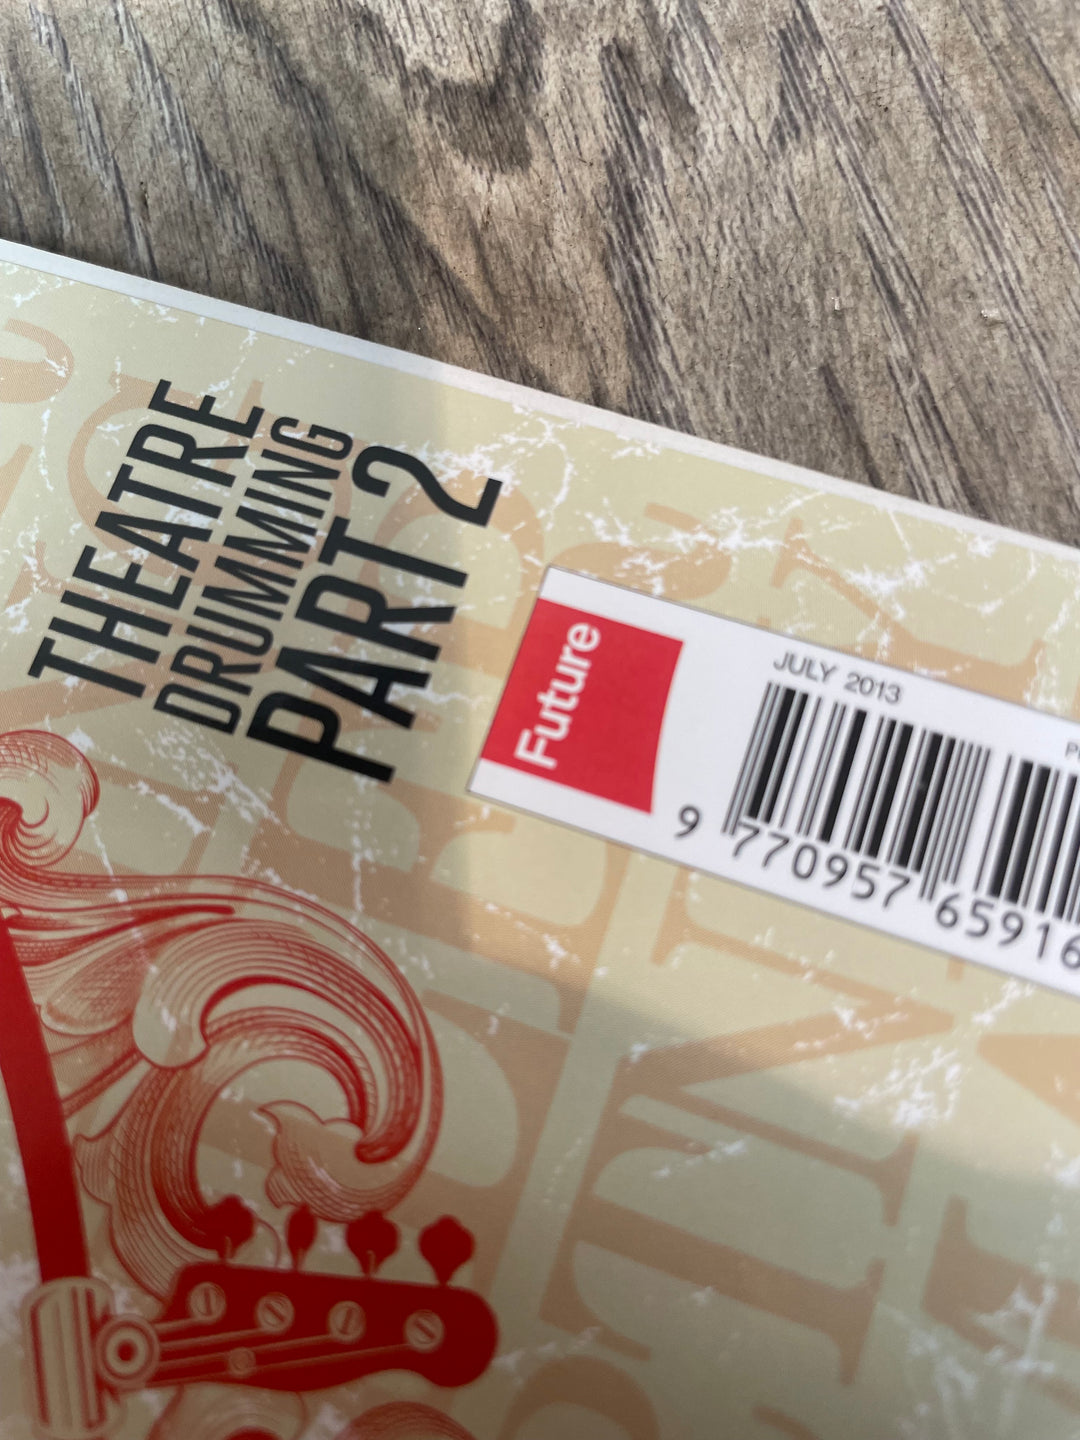 THEATRE
DRUMMING
PART 2
Future
JULY 2013
9 770957 65916